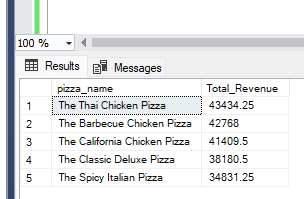 100 %
Results Messages
pizza_name Total_Revenue
1 The Thai Chicken Pizza 43434.25
2 The Barbecue Chicken Pizza 42768
3 The California Chicken Pizza 41409.5
4 The Classic Deluxe Pizza 38180.5
5 The Spicy Italian Pizza 34831.25